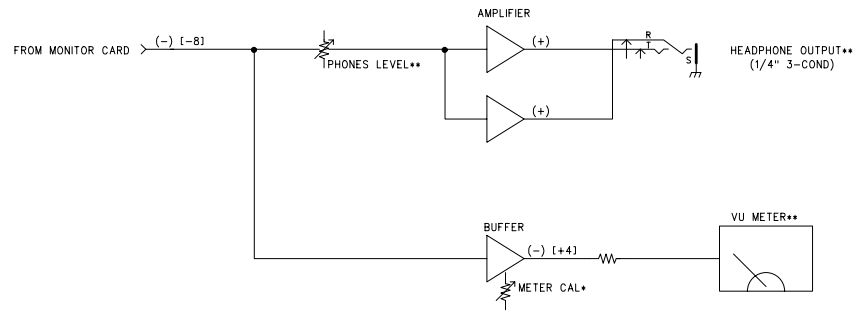 AMPLIFIER
FROM MONITOR CARD
(-) [-8]
PHONES LEVEL**
(+)
R
T
S
HEADPHONE OUTPUT**
(1/4" 3-COND)
(+)
BUFFER
(-) [+4]
METER CAL*
VU METER**